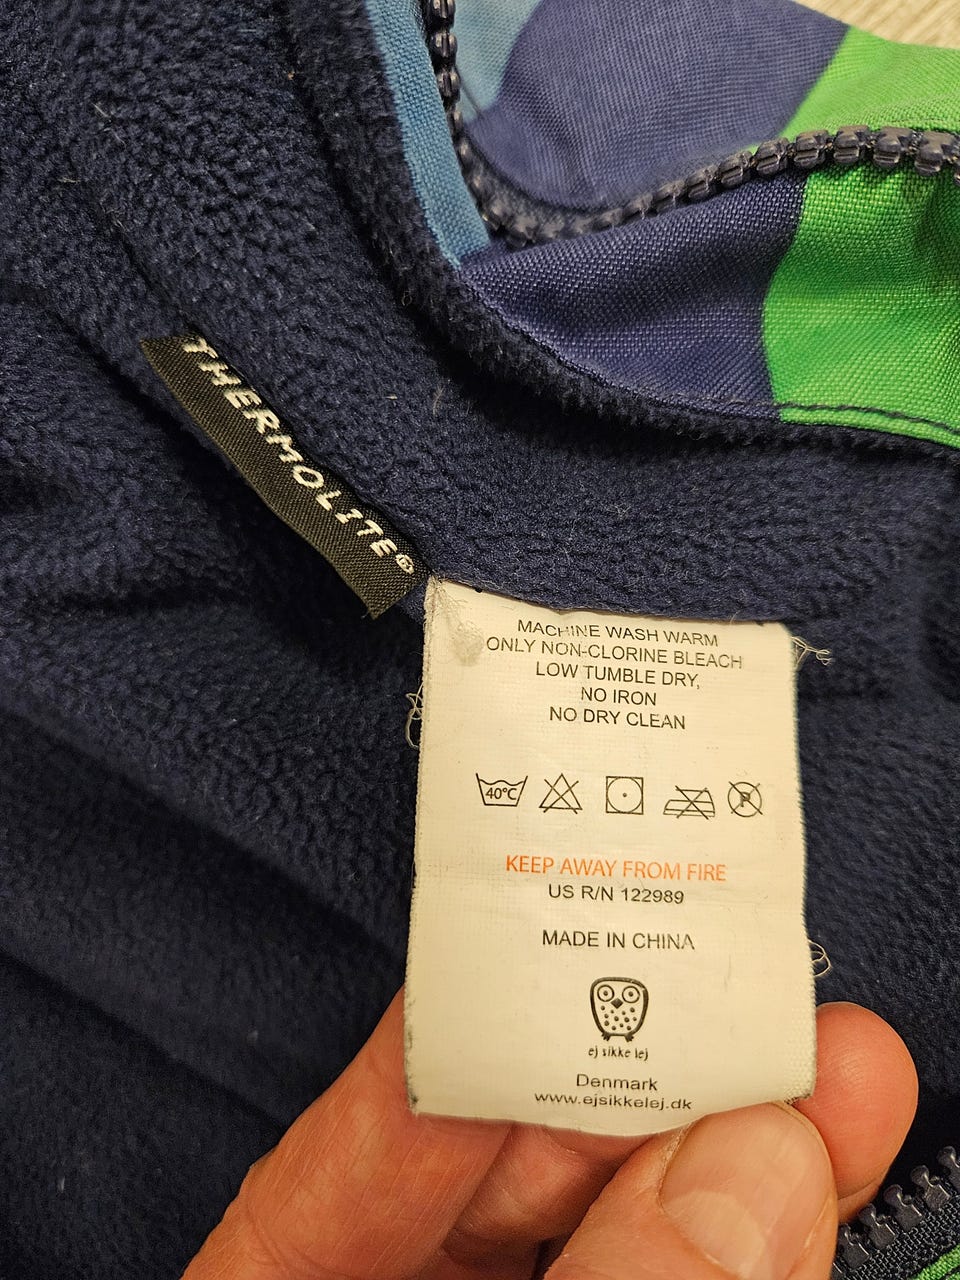 THERMOLITE®
MACHINE WASH WARM
ONLY NON-CLORINE BLEACH
LOW TUMBLE DRY,
NO IRON
NO DRY CLEAN
40°C P
KEEP AWAY FROM FIRE
US R/N 122989
MADE IN CHINA
ej sikke lej
Denmark
www.ejsikkelej.dk